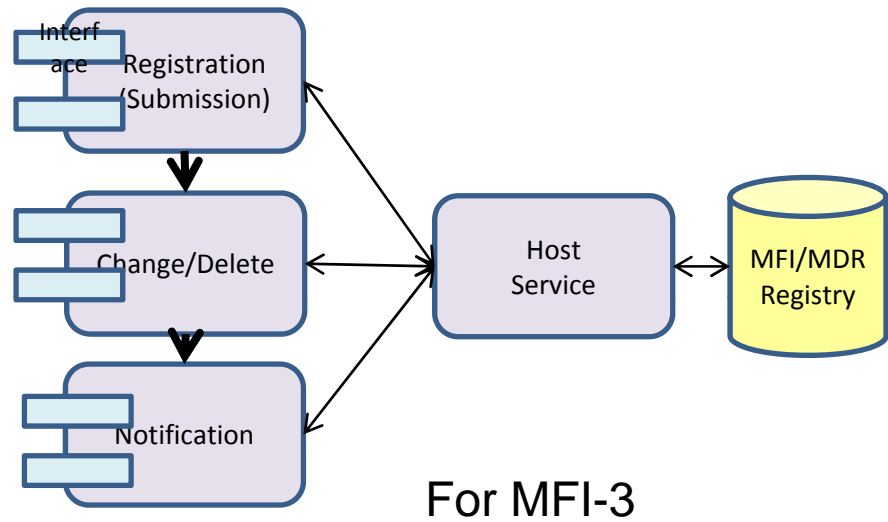 Interf
ace
Registration
(Submission)
Change/Delete
Notification
Host
Service
MFI/MDR
Registry
For MFI-3